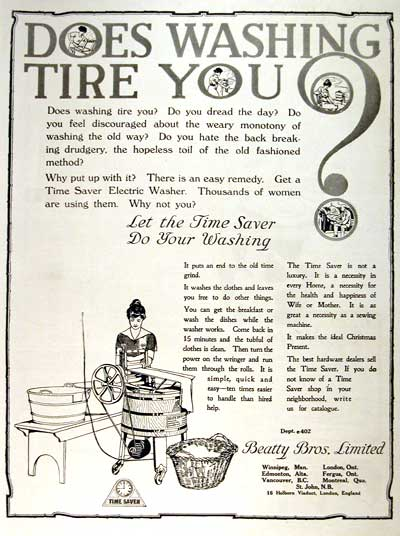 DOES WASHING
TIRE YOU?
Does washing tire you? Do you dread the day? Do
you feel discouraged about the weary monotony of
washing the old way? Do you hate the back break-
ing drudgery, the hopeless toil of the old fashioned
method?
Why put up with it? There is an easy remedy. Get a
Time Saver Electric Washer. Thousands of women
are using them. Why not you?
Let the Time Saver
Do Your Washing
It puts an end to the old time
grind.
It washes the clothes and leaves
you free to do other things.
You can get the breakfast or
wash the dishes while the
washer works. Come back in
15 minutes and the tubful of
clothes is clean. Then turn the
power on the wringer and run
them through the rolls. It is
simple, quick and
easy—ten times easier
to handle than hired
help.
The Time Saver is not a
luxury. It is a necessity in
every Home, a necessity for
the health and happiness of
Wife or Mother. It is as
great a necessity as a sewing
machine.
It makes the ideal Christmas
Present.
The best hardware dealers sell
the Time Saver. If you do
not know of a Time
Saver shop in your
neighborhood, write
us for catalogue.
Dept. e402
Beatty Bros. Limited
Winnipeg, Man. London, Ont.
Edmonton, Alta. Fergus, Ont.
Vancouver, B.C. Montreal, Que.
St. John, N.B.
16 Holborn Viaduct, London, England
TIME SAVER